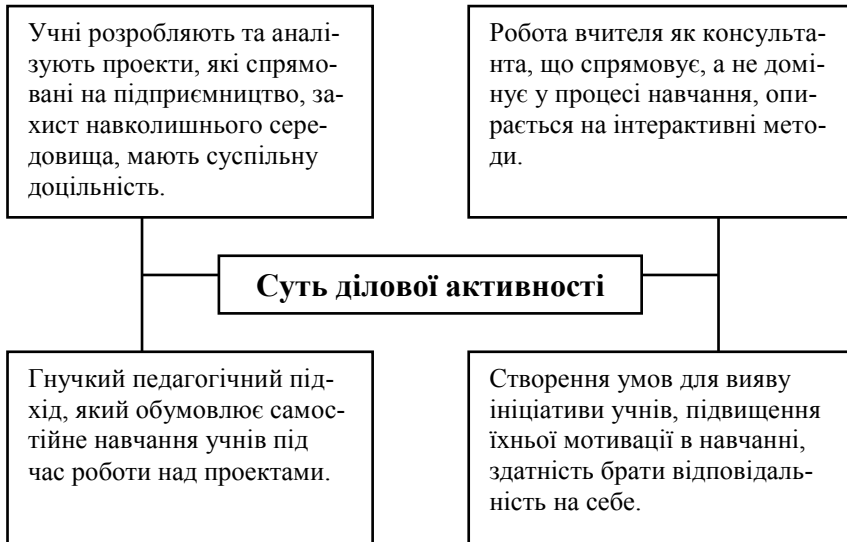 Учні розробляють та аналі-
зують проекти, які спрямо-
вані на підприємництво, за-
хист навколишнього сере-
довища, мають суспільну
доцільність.
Робота вчителя як консульта-
нта, що спрямовує, а не домі-
нує у процесі навчання, опи-
рається на інтерактивні мето-
ди.
Суть ділової активності
Гнучкий педагогічний під-
хід, який обумовлює самос-
тійне навчання учнів під
час роботи над проектами.
Створення умов для вияву
ініціативи учнів, підвищення
їхньої мотивації в навчанні,
здатність брати відповідаль-
ність на себе.